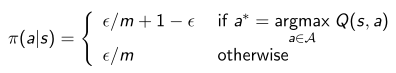 π(a|s) = { ϵ/m + 1 − ϵ if a* = argmax Q(s, a)
a∈𝒜
ϵ/m otherwise